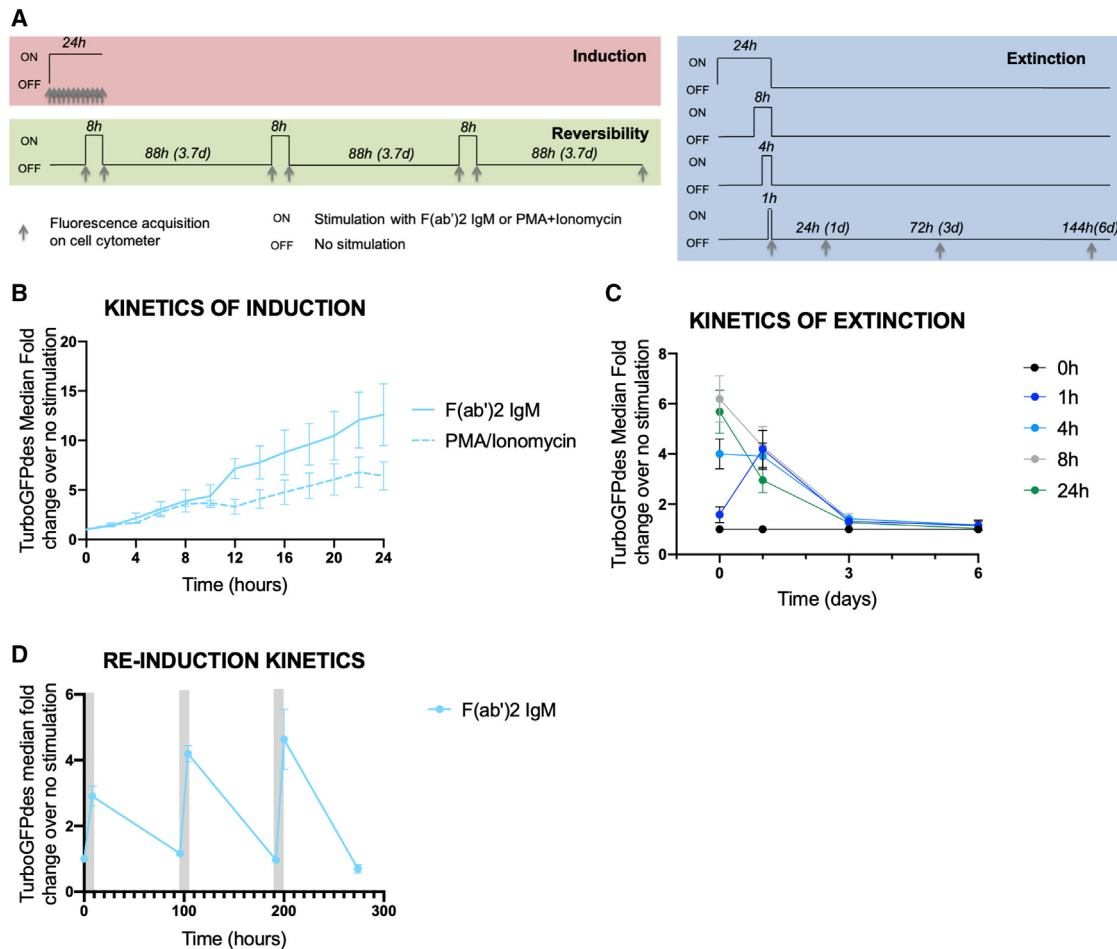 A
24h
ON
OFF
Induction
8h
8h
8h
Reversibility
ON
OFF
88h (3.7d)
88h (3.7d)
88h (3.7d)
Fluorescence acquisition
on cell cytometer
ON
Stimulation with F(ab')2 IgM or PMA+Ionomycin
OFF
No sitmulation
24h
Extinction
ON
OFF
8h
ON
OFF
4h
ON
OFF
1h
ON
OFF
24h (1d)
72h (3d)
144h(6d)
B
KINETICS OF INDUCTION
TurboGFPdes Median Fold
change over no stimulation
20
15
10
5
0
0 4 8 12 16 20 24
Time (hours)
F(ab')2 IgM
PMA/Ionomycin
C
KINETICS OF EXTINCTION
TurboGFPdes Median Fold
change over no stimulation
8
6
4
2
0
0 3 6
Time (days)
0h
1h
4h
8h
24h
D
RE-INDUCTION KINETICS
TurboGFPdes median fold
change over no stimulation
6
4
2
0
0 100 200 300
Time (hours)
F(ab')2 IgM